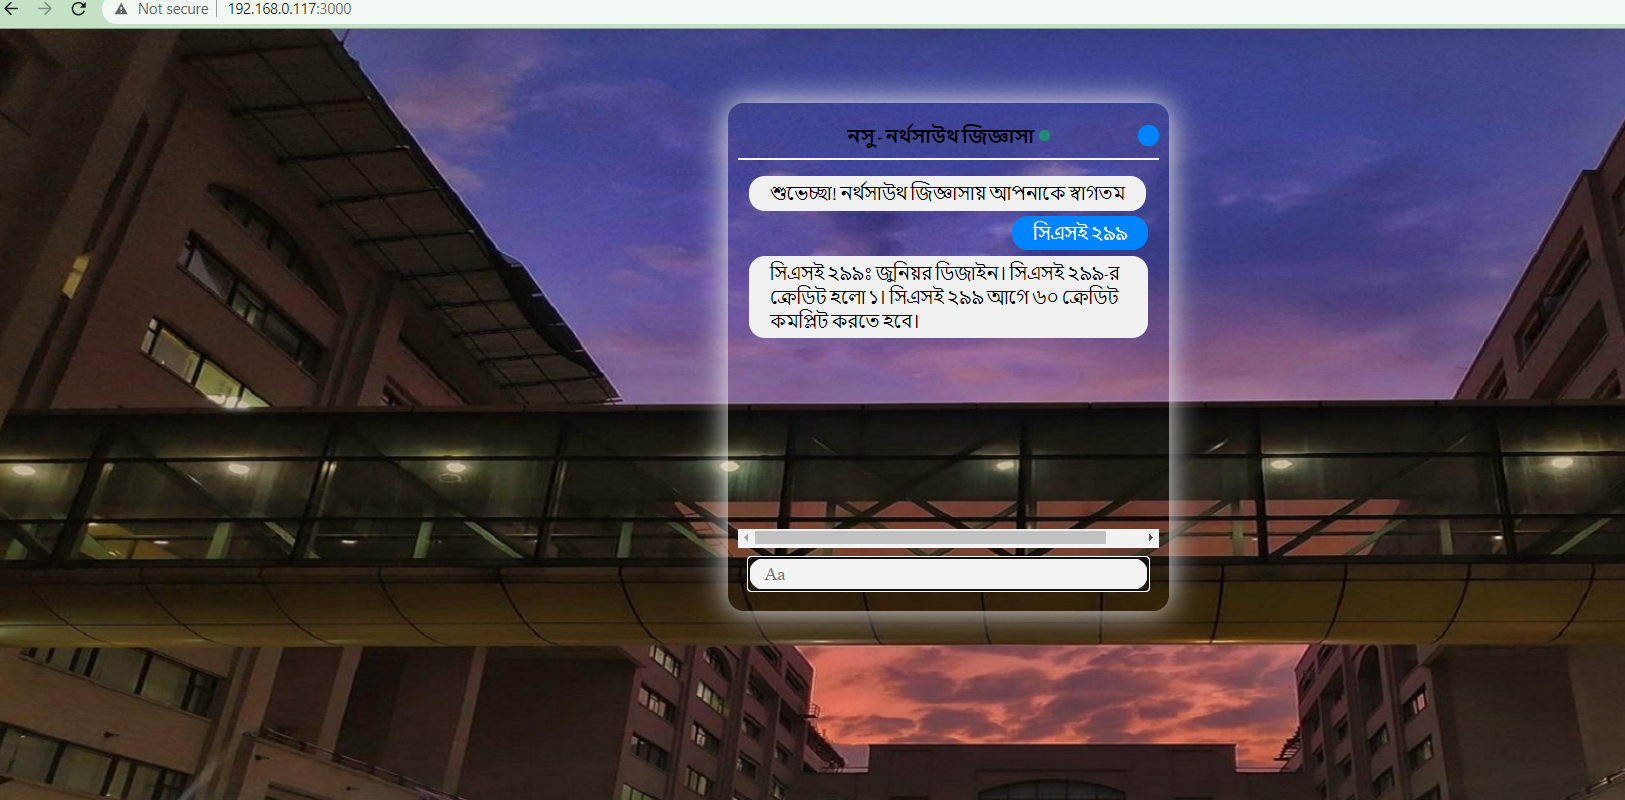 Not secure
192.168.0.117:3000
নসু - নর্থসাউথ জিজ্ঞাসা
শুভেচ্ছা! নর্থসাউথ জিজ্ঞাসায় আপনাকে স্বাগতম
সিএসই ২৯৯
সিএসই ২৯৯ঃ জুনিয়র ডিজাইন। সিএসই ২৯৯-র
ক্রেডিট হলো ১। সিএসই ২৯৯ আগে ৬০ ক্রেডিট
কমপ্লিট করতে হবে।
Aa